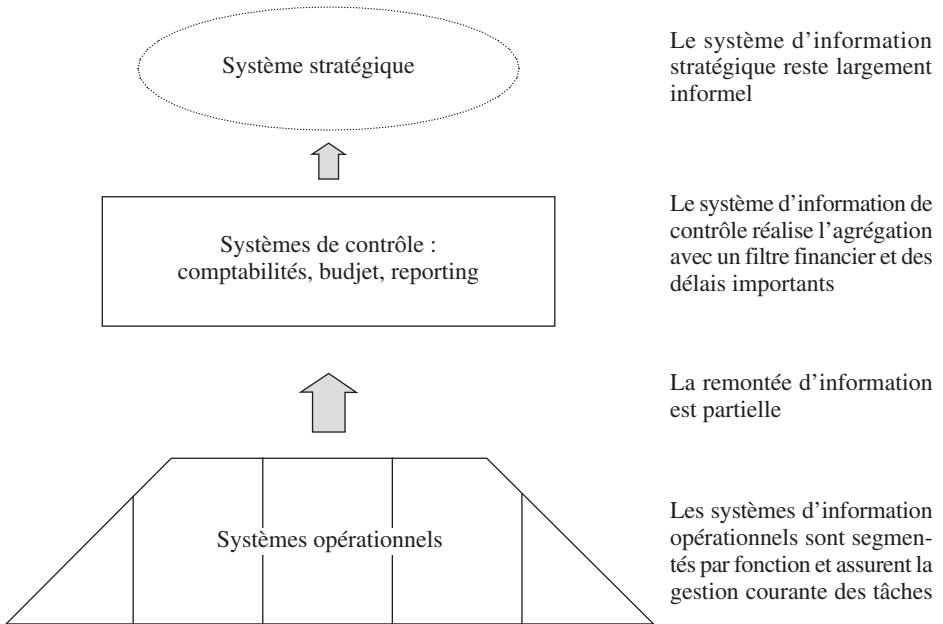 Système stratégique
Le système d’information
stratégique reste largement
informel
Systèmes de contrôle :
comptabilités, budjet, reporting
Le système d’information de
contrôle réalise l’agrégation
avec un filtre financier et des
délais importants
La remontée d’information
est partielle
Systèmes opérationnels
Les systèmes d’information
opérationnels sont segmen-
tés par fonction et assurent la
gestion courante des tâches